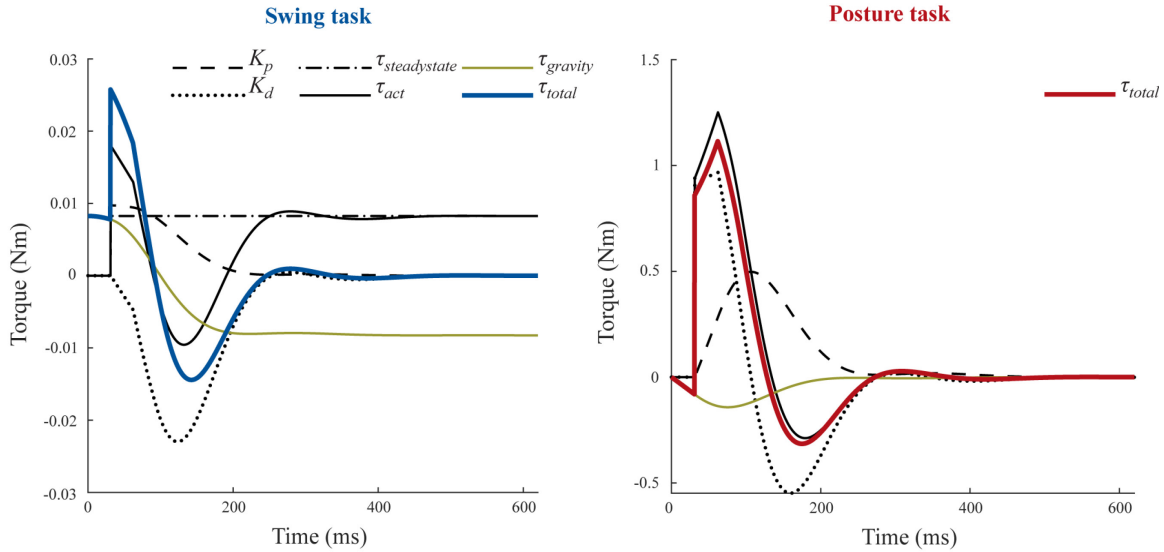 Swing task
0.03
0.02
0.01
0
-0.01
-0.02
-0.03
Torque (Nm)
K_p
τ_steadystate
τ_gravity
K_d
τ_act
τ_total
0
200
400
600
Time (ms)
Posture task
1.5
1
0.5
0
-0.5
Torque (Nm)
τ_total
0
200
400
600
Time (ms)